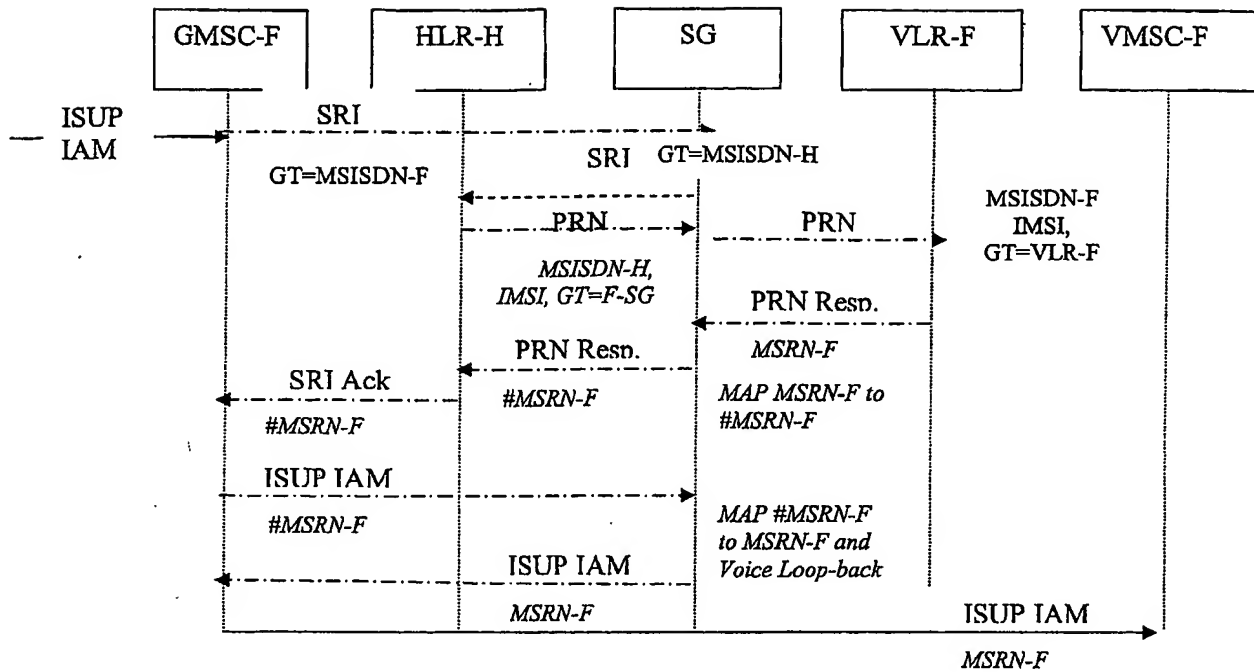 GMSC-F HLR-H SG VLR-F VMSC-F
ISUP
IAM
SRI
GT=MSISDN-F
SRI GT=MSISDN-H
PRN
MSISDN-H,
IMSI, GT=F-SG
PRN
MSISDN-F
IMSI,
GT=VLR-F
PRN Resp.
MSRN-F
PRN Resp.
#MSRN-F
MAP MSRN-F to
#MSRN-F
SRI Ack
#MSRN-F
ISUP IAM
#MSRN-F
MAP #MSRN-F
to MSRN-F and
Voice Loop-back
ISUP IAM
MSRN-F
ISUP IAM
MSRN-F